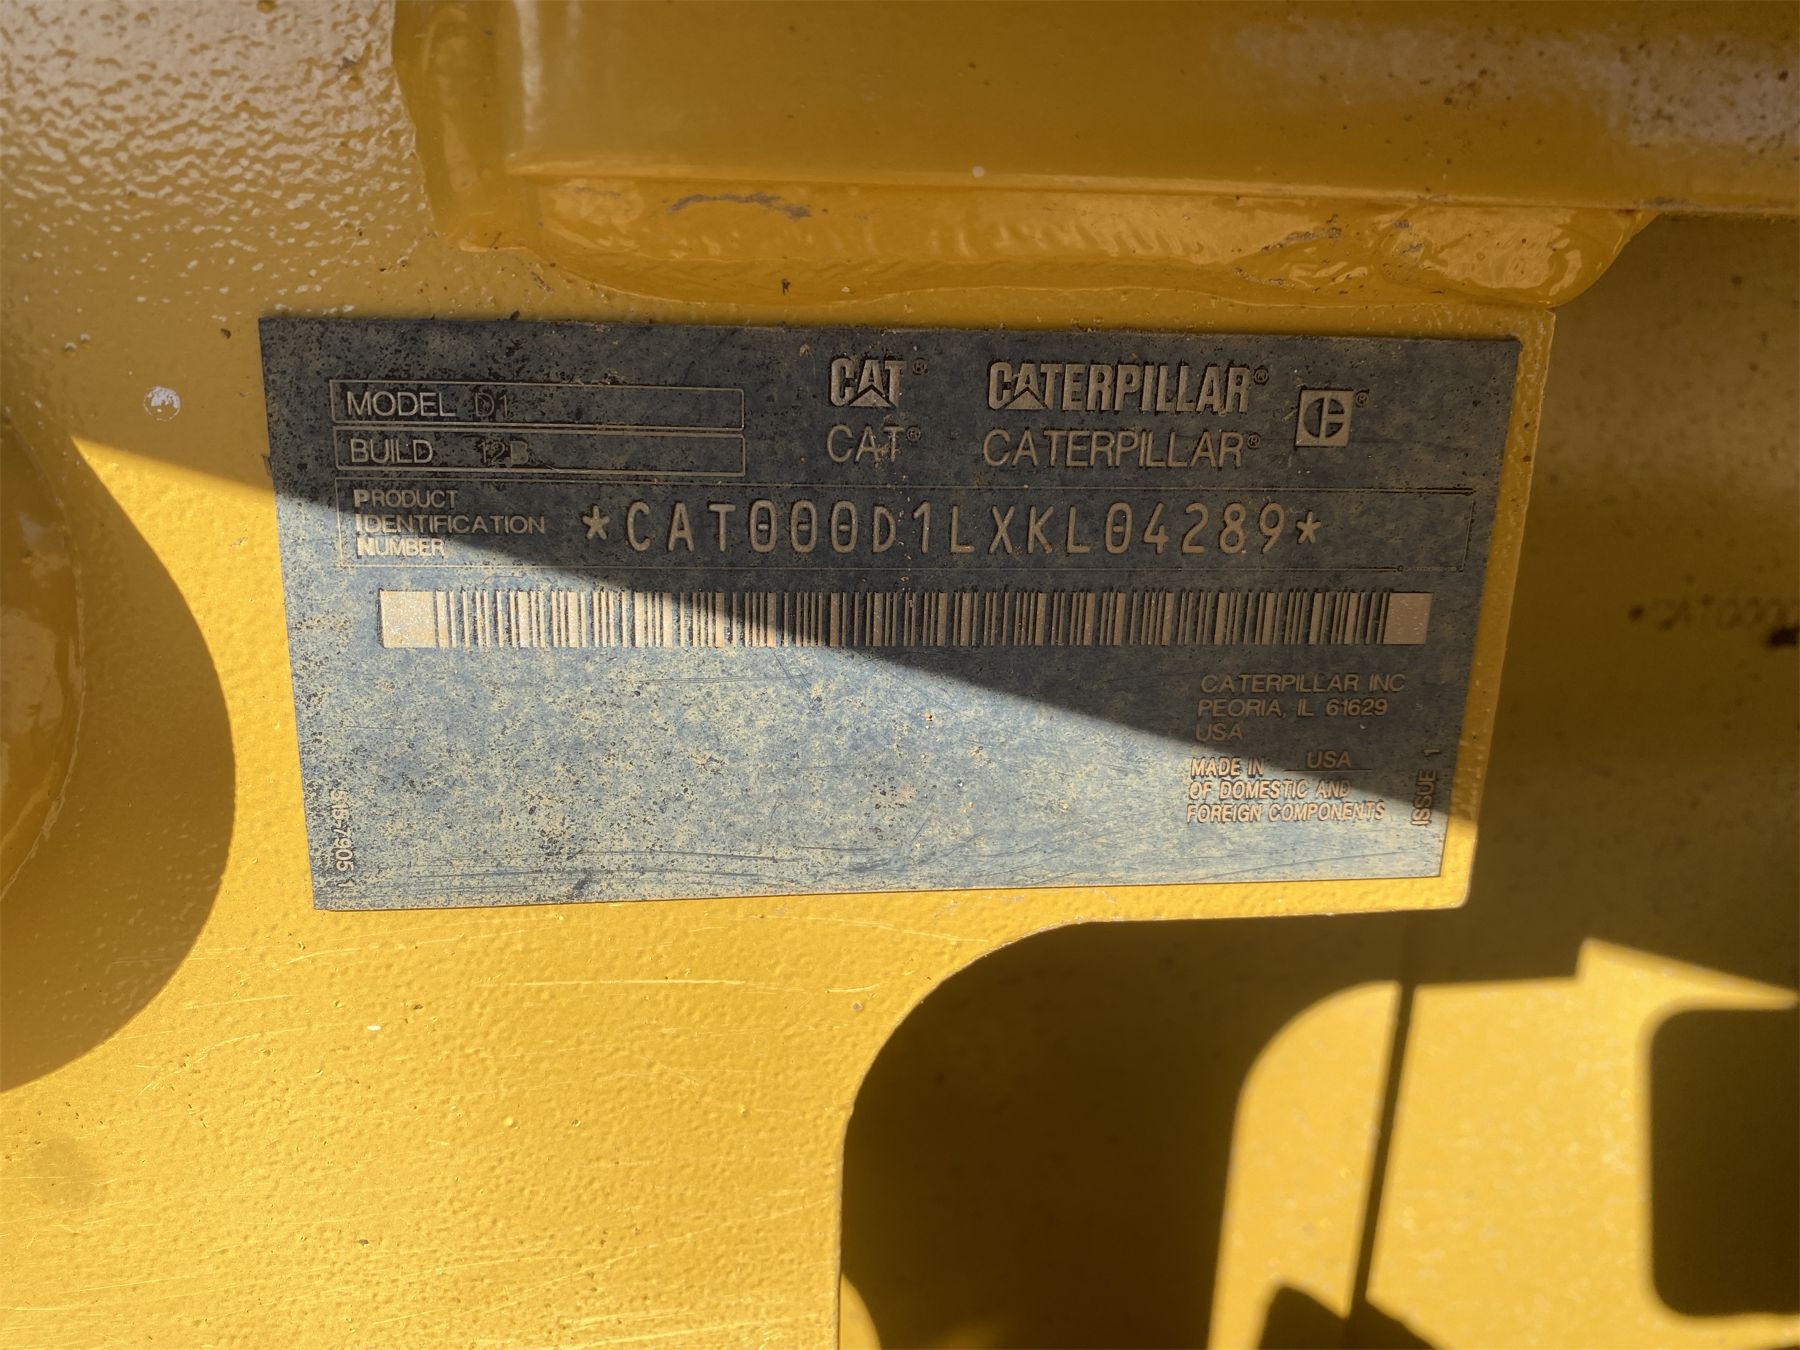 MODEL D1
BUILD 12B
CAT® CATERPILLAR®
CAT® CATERPILLAR®
PRODUCT
IDENTIFICATION
NUMBER
*CAT000D1LXKL04289*
CATERPILLAR INC
PEORIA, IL 61629
USA
MADE IN USA
OF DOMESTIC AND
FOREIGN COMPONENTS
ISSUE 1